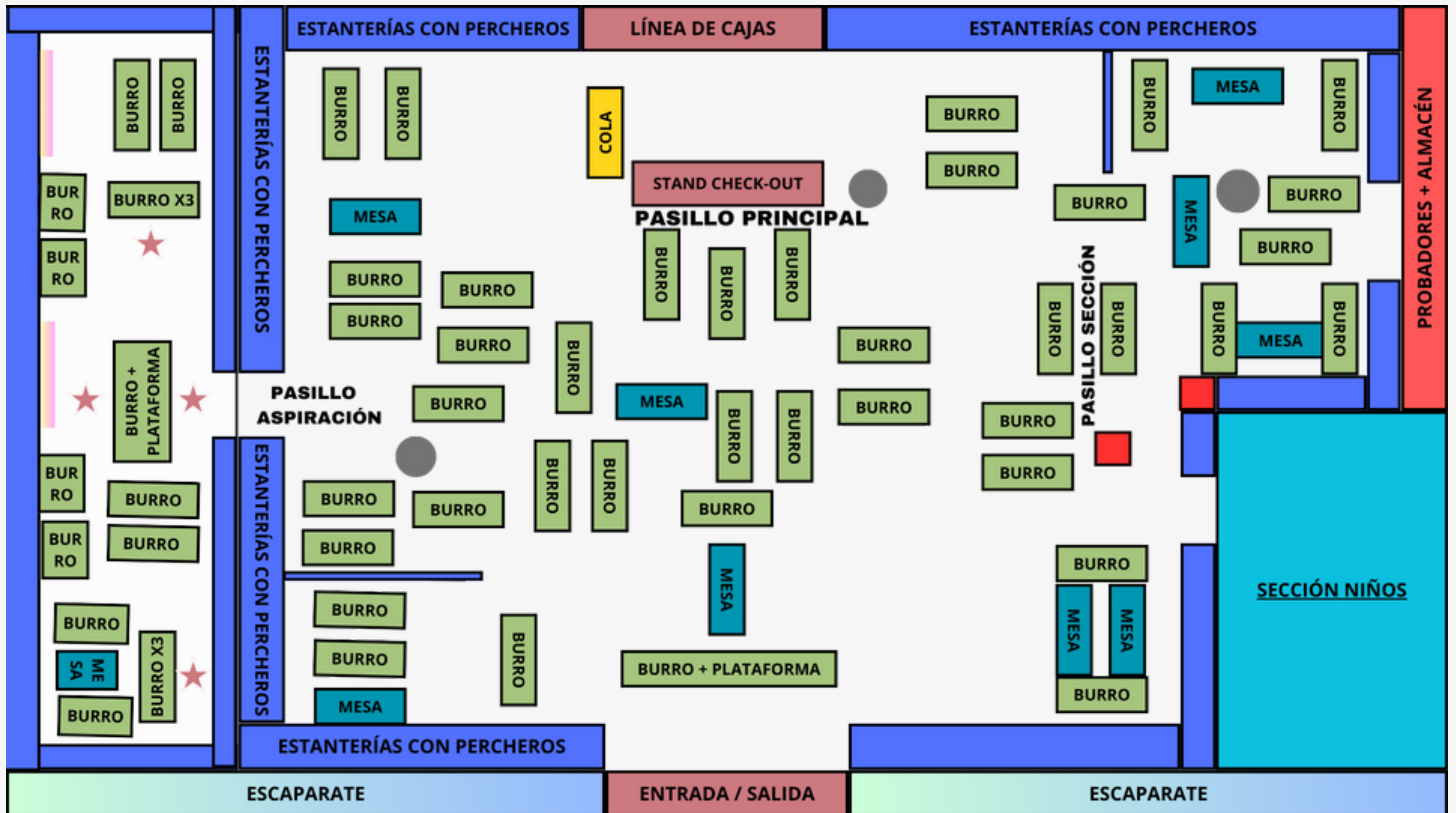 ESTANTERÍAS CON PERCHEROS
LÍNEA DE CAJAS
ESTANTERÍAS CON PERCHEROS
PROBADORES + ALMACÉN
ESTANTERÍAS CON PERCHEROS
BURRO
BURRO
BUR
RO
BURRO X3
BUR
RO
BURRO +
PLATAFORMA
BUR
RO
BURRO
BUR
RO
BURRO
BURRO
ME
SA
BURRO X3
BURRO
ESTANTERÍAS CON PERCHEROS
BURRO
BURRO
MESA
BURRO
BURRO
BURRO
BURRO
PASILLO
ASPIRACIÓN
BURRO
BURRO
BURRO
BURRO
BURRO
BURRO
BURRO
BURRO
BURRO
MESA
BURRO
ESTANTERÍAS CON PERCHEROS
COLA
STAND CHECK-OUT
PASILLO PRINCIPAL
BURRO
BURRO
BURRO
MESA
BURRO
BURRO
BURRO
MESA
BURRO + PLATAFORMA
BURRO
BURRO
BURRO
BURRO
BURRO
BURRO
PASILLO SECCIÓN
BURRO
BURRO
BURRO
BURRO
MESA
MESA
BURRO
BURRO
MESA
BURRO
MESA
BURRO
BURRO
BURRO
MESA
BURRO
SECCIÓN NIÑOS
ESCAPARATE
ENTRADA / SALIDA
ESCAPARATE